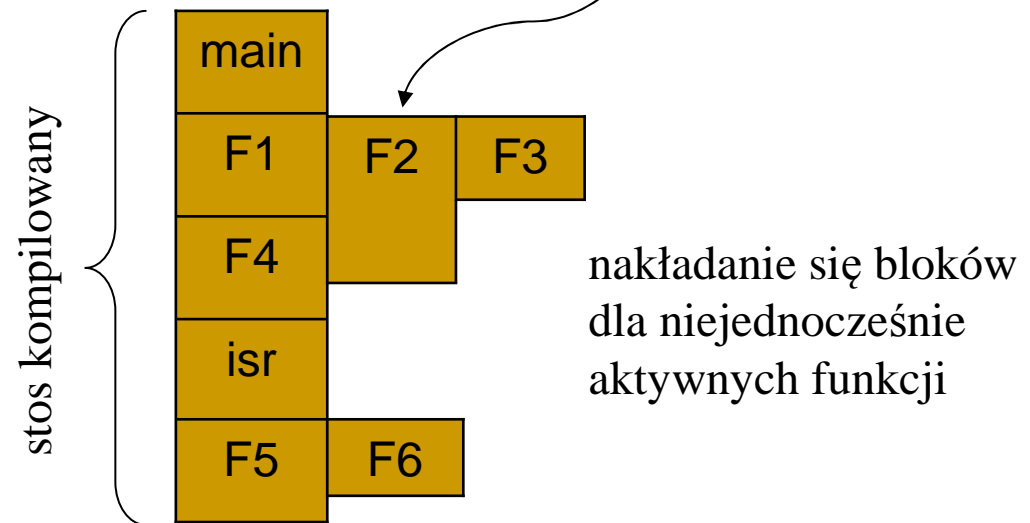 stos kompilowany
main
F1 F2 F3
F4
isr
F5 F6
nakładanie się bloków
dla niejednocześnie
aktywnych funkcji